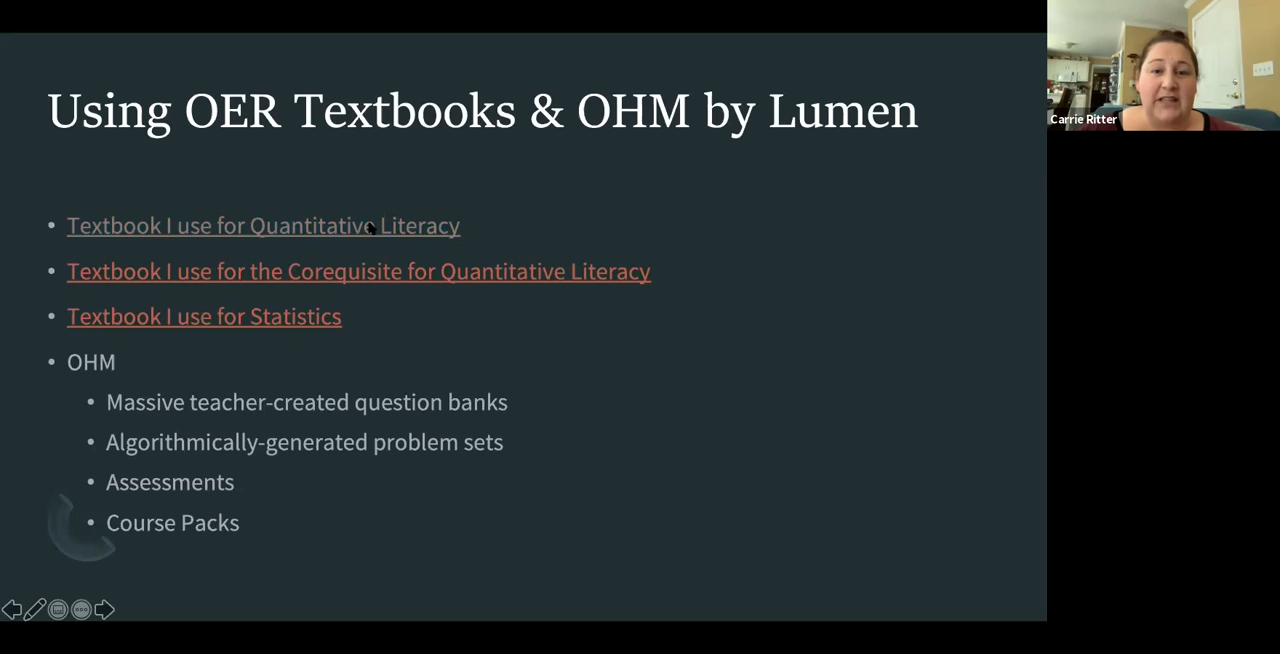 Using OER Textbooks & OHM by Lumen
Carrie Ritter
• Textbook I use for Quantitative Literacy
• Textbook I use for the Corequisite for Quantitative Literacy
• Textbook I use for Statistics
• OHM
• Massive teacher-created question banks
• Algorithmically-generated problem sets
• Assessments
• Course Packs